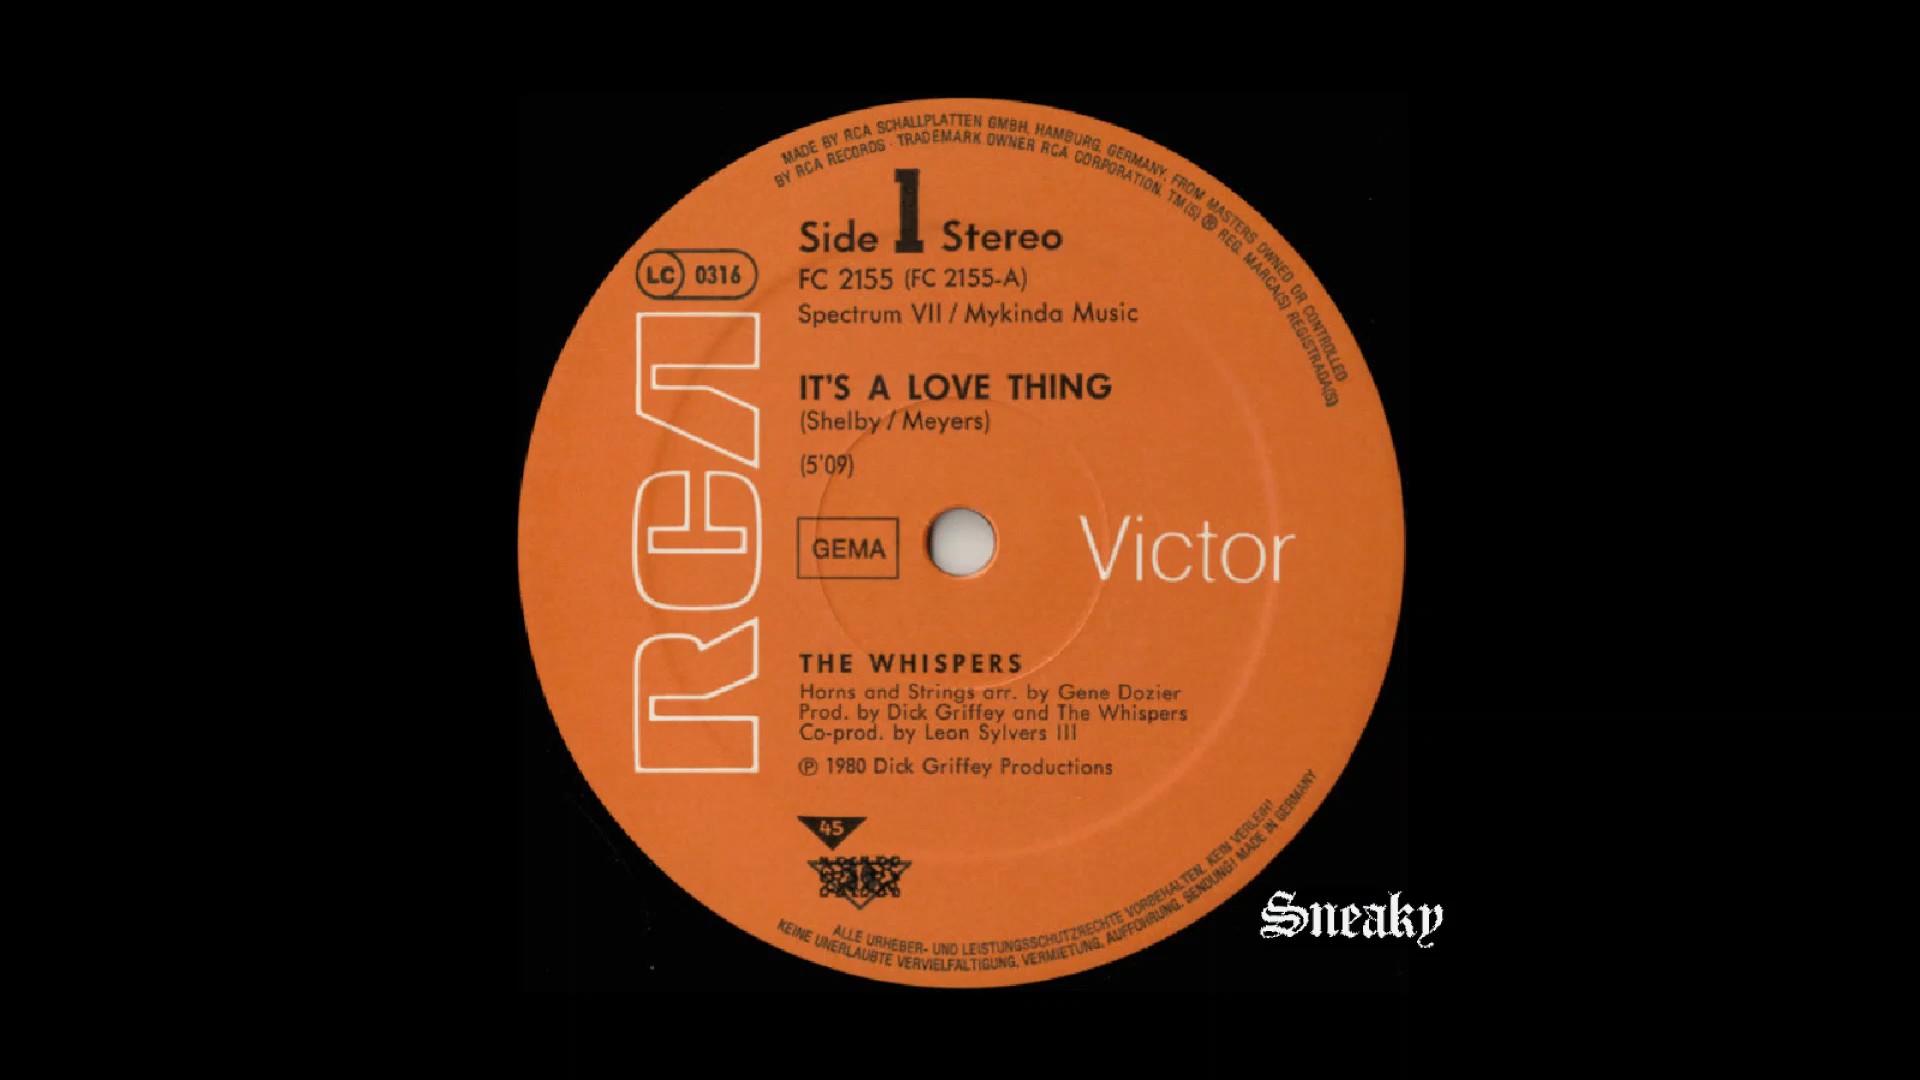 MADE BY RCA SCHALLPLATTEN GMBH, HAMBURG, GERMANY, FROM MASTERS OWNED OR CONTROLLED
BY RCA RECORDS · TRADEMARK OWNER RCA CORPORATION, TM(S) ® REG. MARCA(S) REGISTRADA(S)
Side 1 Stereo
LC 0316
FC 2155 (FC 2155-A)
Spectrum VII / Mykinda Music
RCA
IT'S A LOVE THING
(Shelby / Meyers)
(5'09)
GEMA
Victor
THE WHISPERS
Horns and Strings arr. by Gene Dozier
Prod. by Dick Griffey and The Whispers
Co-prod. by Leon Sylvers III
℗ 1980 Dick Griffey Productions
45
Sneaky
ALLE URHEBER- UND LEISTUNGSSCHUTZRECHTE VORBEHALTEN. KEIN VERLEIH!
KEINE UNERLAUBTE VERVIELFÄLTIGUNG, VERMIETUNG, AUFFÜHRUNG, SENDUNG! MADE IN GERMANY